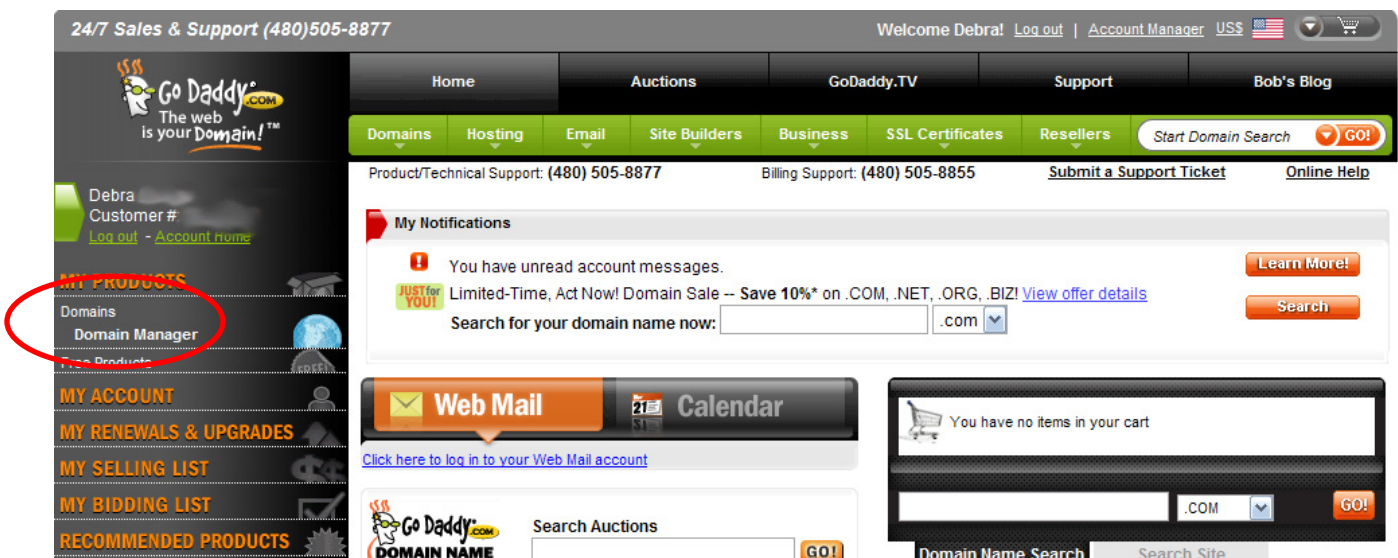 24/7 Sales & Support (480)505-8877
Welcome Debra! Log out | Account Manager US$
Go Daddy.COM
The web
is your Domain!™
Home Auctions GoDaddy.TV Support Bob's Blog
Domains Hosting Email Site Builders Business SSL Certificates Resellers Start Domain Search GO!
Product/Technical Support: (480) 505-8877 Billing Support: (480) 505-8855 Submit a Support Ticket Online Help
Debra
Customer #:
Log out - Account Home
MY PRODUCTS
Domains
Domain Manager
Free Products
FREE!
MY ACCOUNT
MY RENEWALS & UPGRADES
MY SELLING LIST
MY BIDDING LIST
RECOMMENDED PRODUCTS
My Notifications
You have unread account messages. Learn More!
JUST for YOU! Limited-Time, Act Now! Domain Sale -- Save 10%* on .COM, .NET, .ORG, .BIZ! View offer details
Search for your domain name now: .com Search
Web Mail 21 Calendar
Click here to log in to your Web Mail account
Go Daddy.COM
DOMAIN NAME
Search Auctions
GO!
You have no items in your cart
.COM GO!
Domain Name Search Search Site